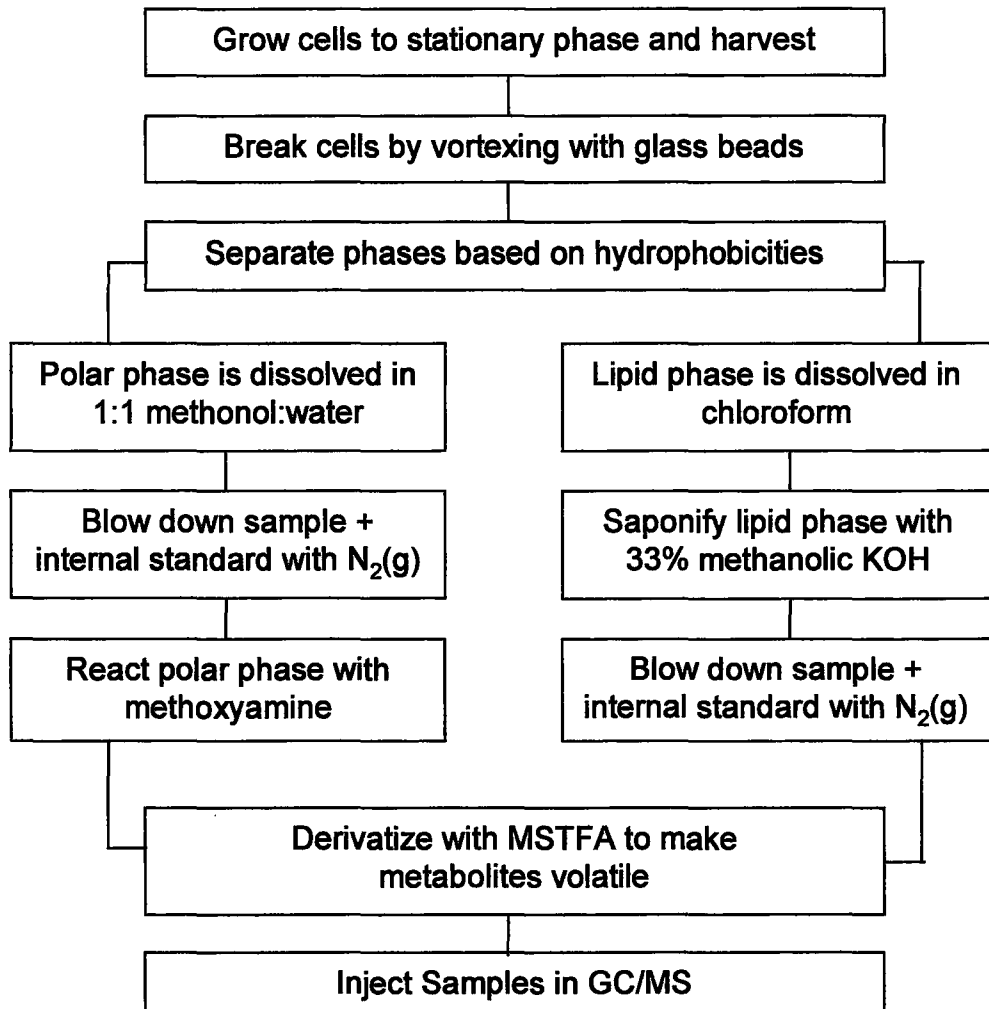 Grow cells to stationary phase and harvest
Break cells by vortexing with glass beads
Separate phases based on hydrophobicities
Polar phase is dissolved in
1:1 methonol:water
Blow down sample +
internal standard with N₂(g)
React polar phase with
methoxyamine
Lipid phase is dissolved in
chloroform
Saponify lipid phase with
33% methanolic KOH
Blow down sample +
internal standard with N₂(g)
Derivatize with MSTFA to make
metabolites volatile
Inject Samples in GC/MS